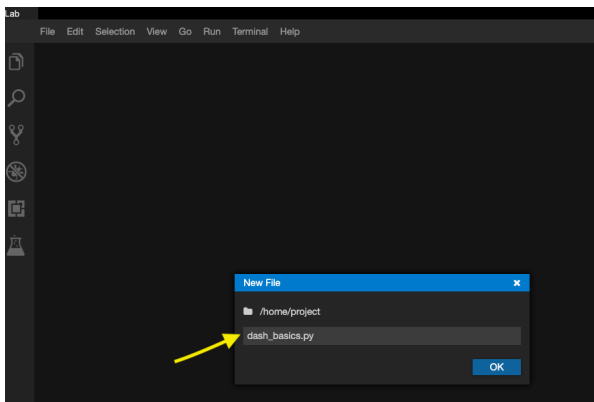 Lab
File Edit Selection View Go Run Terminal Help
New File
/home/project
dash_basics.py
OK